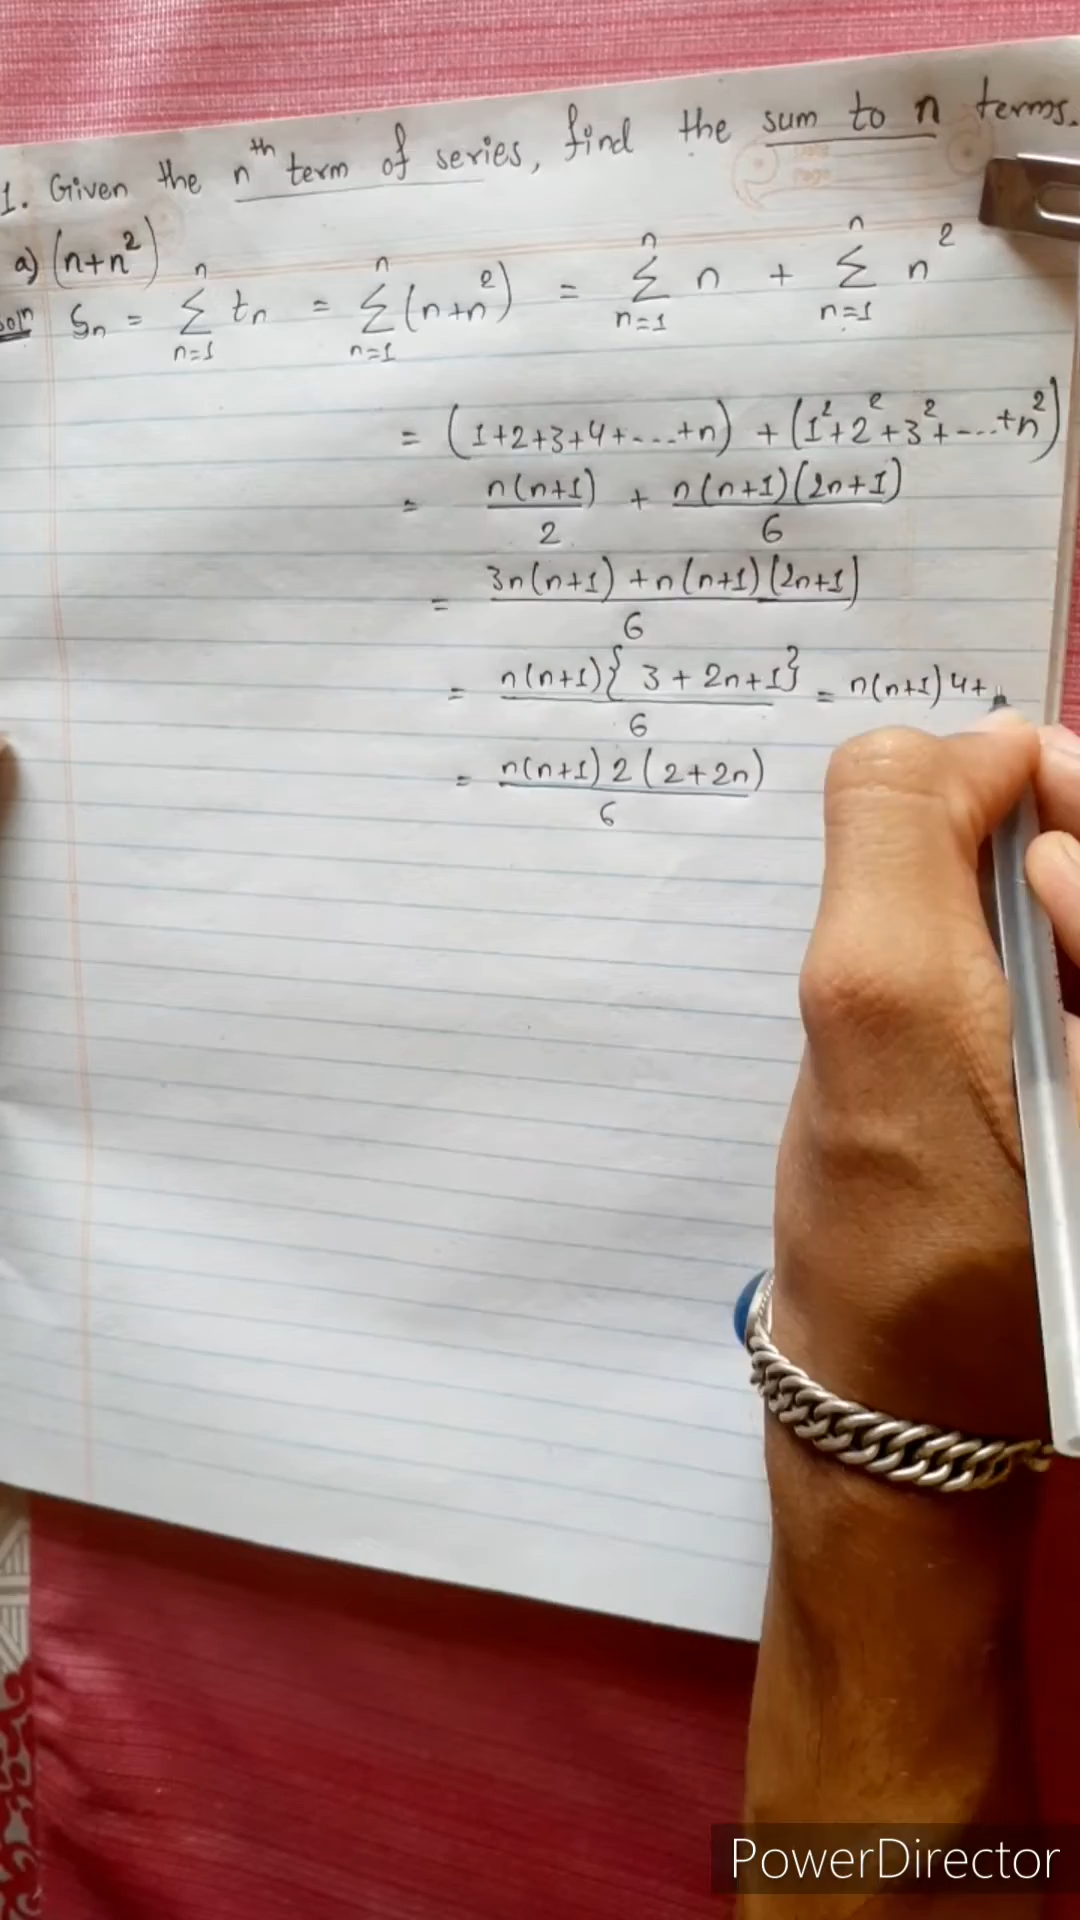 1. Given the nth term of series, find the sum to n terms.
a) (n+n²)
Soln Sn = n Σ n=1 tn = n Σ n=1 (n+n²) = n Σ n=1 n + n Σ n=1 n²
= (1+2+3+4+....+n) + (1²+2²+3²+....+n²)
= n(n+1)/2 + n(n+1)(2n+1)/6
= 3n(n+1)+n(n+1)(2n+1)/6
= n(n+1){3+2n+1}/6 = n(n+1)4+
= n(n+1)2(2+2n)/6
PowerDirector